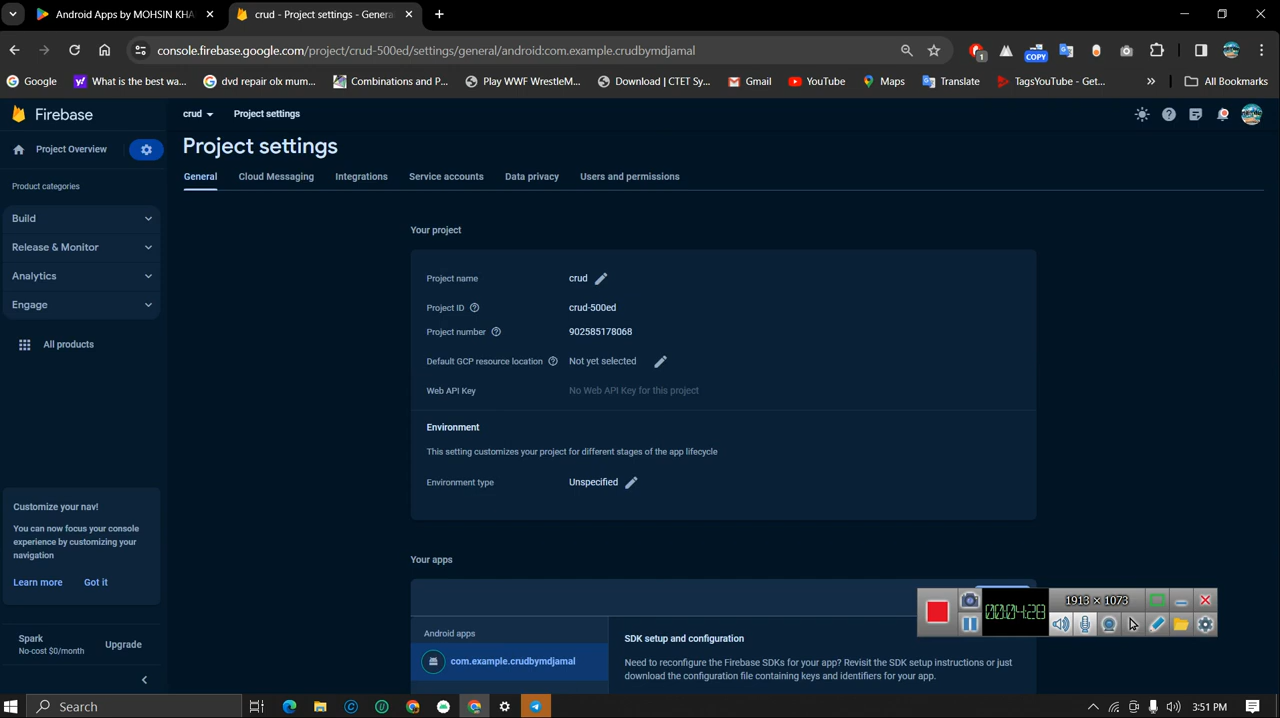 Android Apps by MOHSIN KHA
crud - Project settings - Genera
console.firebase.google.com/project/crud-500ed/settings/general/android:com.example.crudbymdjamal
1
COPY
Google
What is the best wa...
dvd repair olx mum...
Combinations and P...
Play WWF WrestleM...
Download | CTET Sy...
Gmail
YouTube
Maps
Translate
TagsYouTube - Get...
All Bookmarks
Firebase
crud
Project settings
Project Overview
Project settings
General
Cloud Messaging
Integrations
Service accounts
Data privacy
Users and permissions
Product categories
Build
Release & Monitor
Analytics
Engage
All products
Your project
Project name
crud
Project ID
crud-500ed
Project number
902585178068
Default GCP resource location
Not yet selected
Web API Key
No Web API Key for this project
Environment
This setting customizes your project for different stages of the app lifecycle
Environment type
Unspecified
Customize your nav!
You can now focus your console
experience by customizing your
navigation
Learn more
Got it
Your apps
Android apps
com.example.crudbymdjamal
SDK setup and configuration
Need to reconfigure the Firebase SDKs for your app? Revisit the SDK setup instructions or just
download the configuration file containing keys and identifiers for your app.
Spark
No-cost $0/month
Upgrade
00:04:28
1913 × 1073
Search
3:51 PM